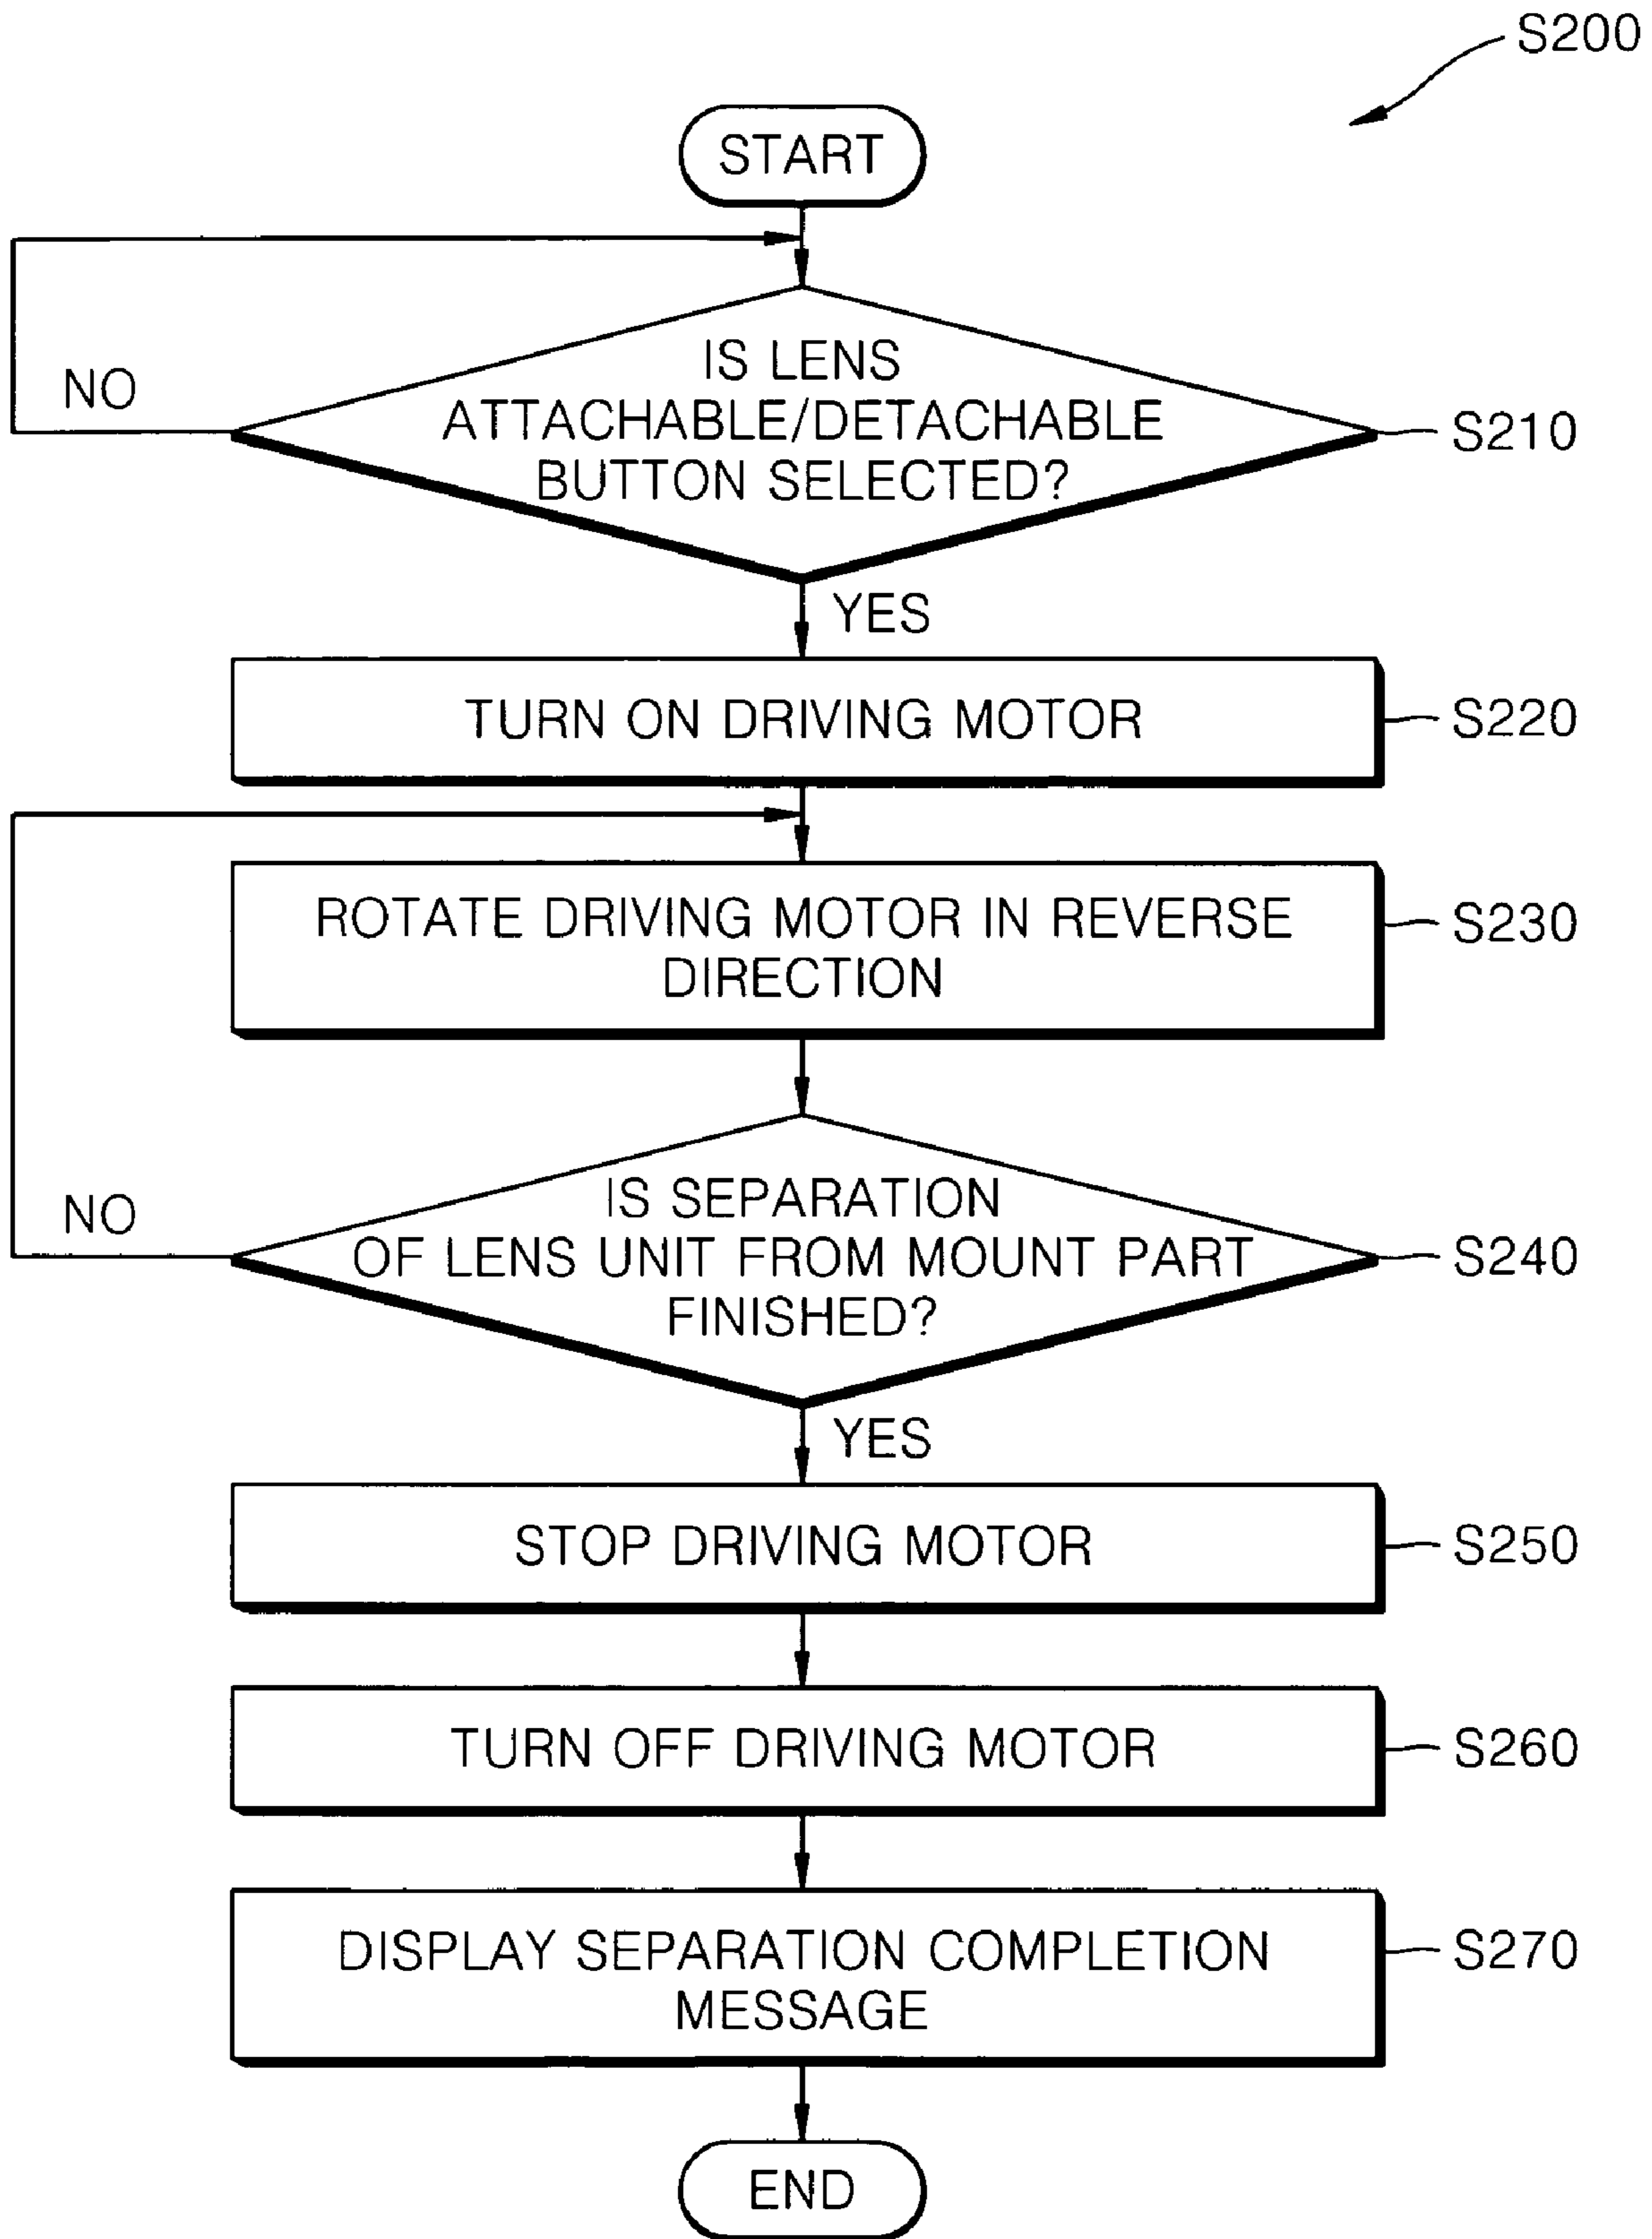 S200
START
IS LENS
ATTACHABLE/DETACHABLE
BUTTON SELECTED?
NO
S210
YES
TURN ON DRIVING MOTOR
S220
ROTATE DRIVING MOTOR IN REVERSE
DIRECTION
S230
IS SEPARATION
OF LENS UNIT FROM MOUNT PART
FINISHED?
NO
S240
YES
STOP DRIVING MOTOR
S250
TURN OFF DRIVING MOTOR
S260
DISPLAY SEPARATION COMPLETION
MESSAGE
S270
END